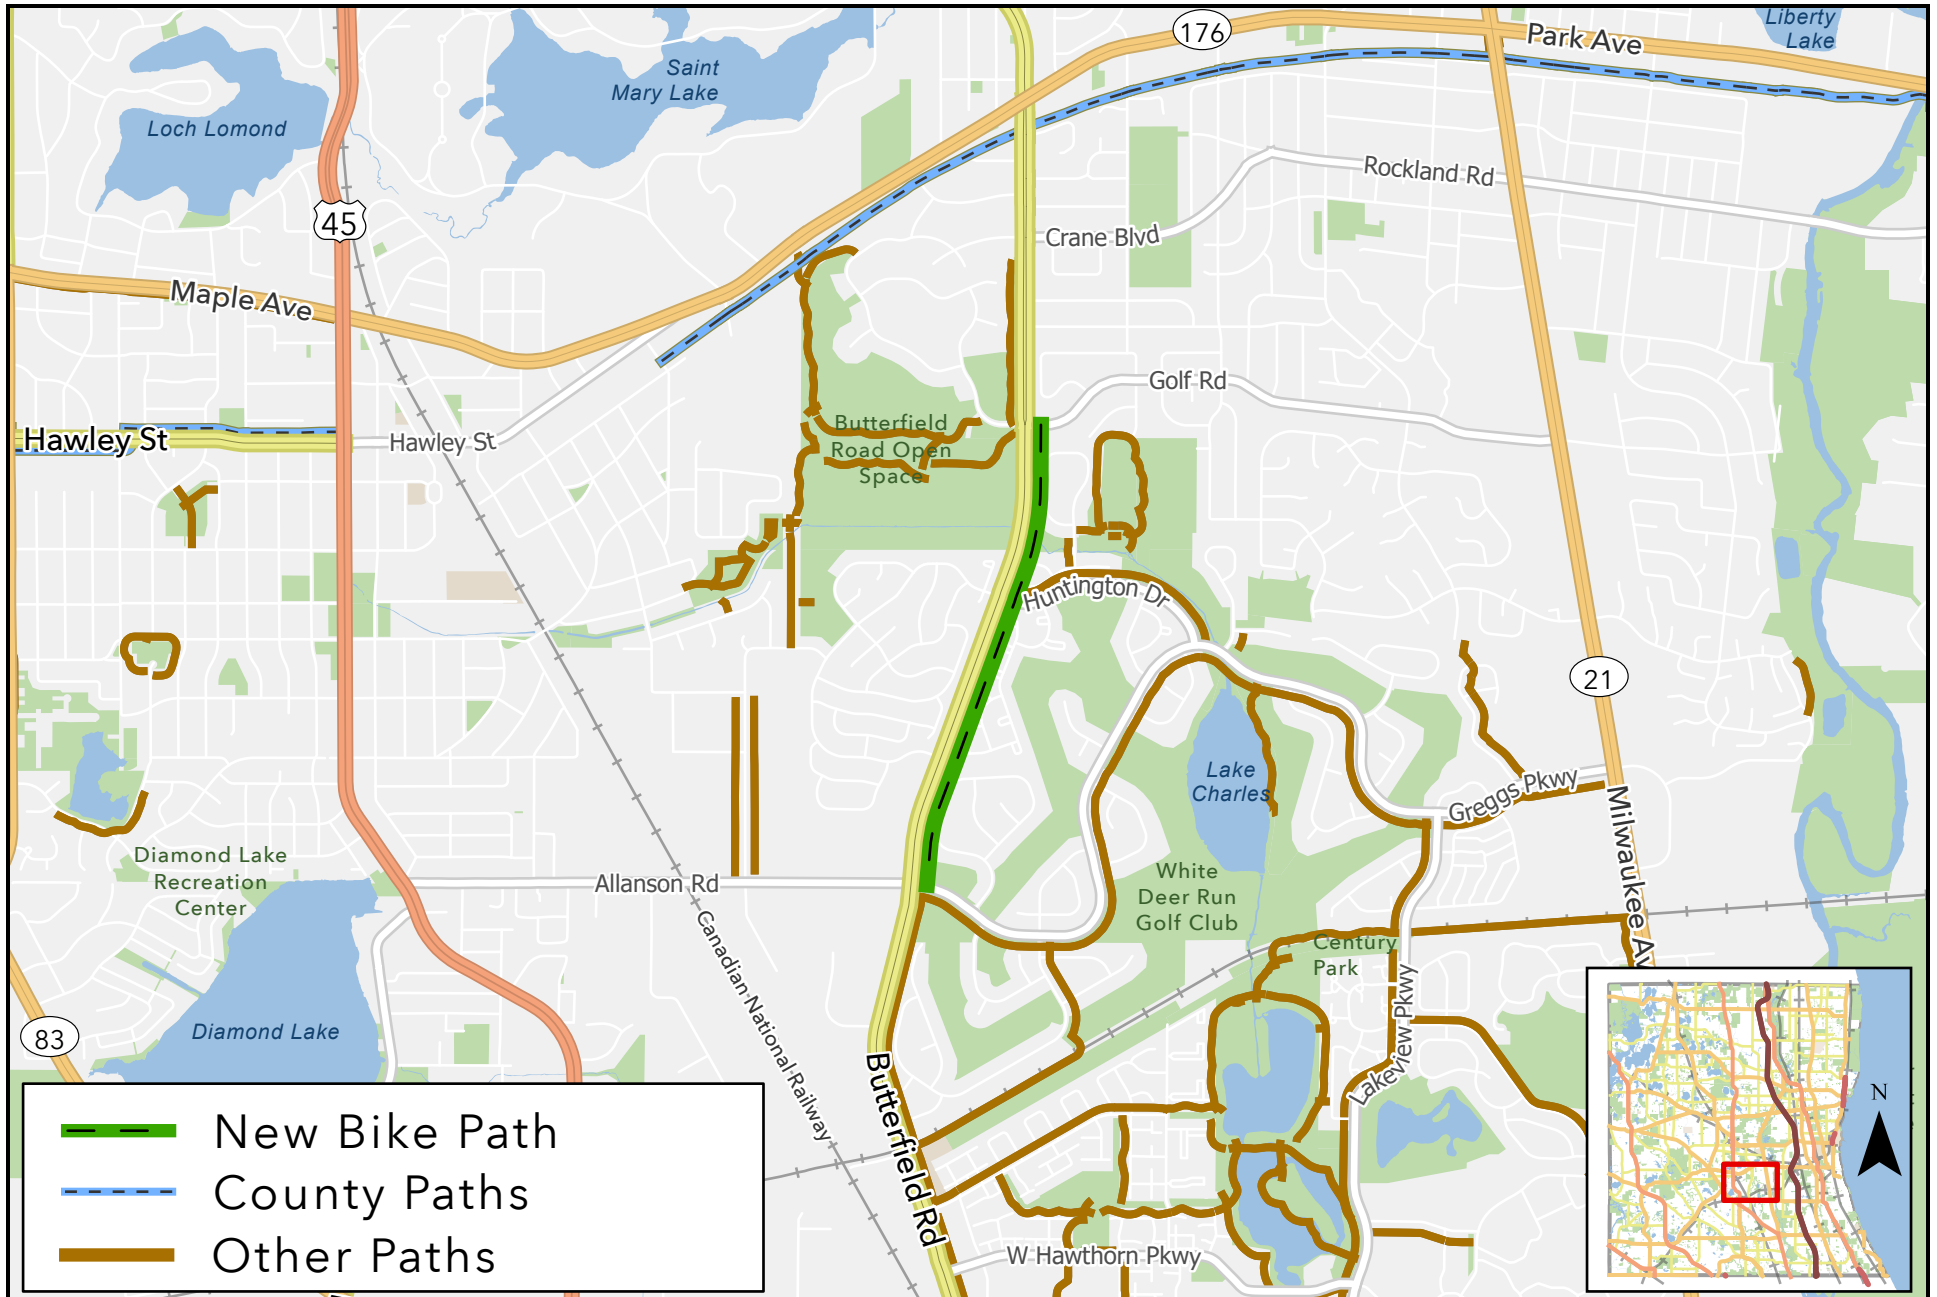 Liberty
Lake
176
Park Ave
Saint
Mary Lake
Loch Lomond
Rockland Rd
45
Crane Blvd
Maple Ave
Golf Rd
Butterfield
Road Open
Space
Hawley St
Hawley St
Huntington Dr
21
Lake
Charles
Greggs Pkwy
Milwaukee Av
Diamond Lake
Recreation
Center
Allanson Rd
White
Deer Run
Golf Club
Century
Park
Canadian National Railway
Lakeview Pkwy
83
Diamond Lake
Butterfield Rd
W Hawthorn Pkwy
New Bike Path
County Paths
Other Paths
N